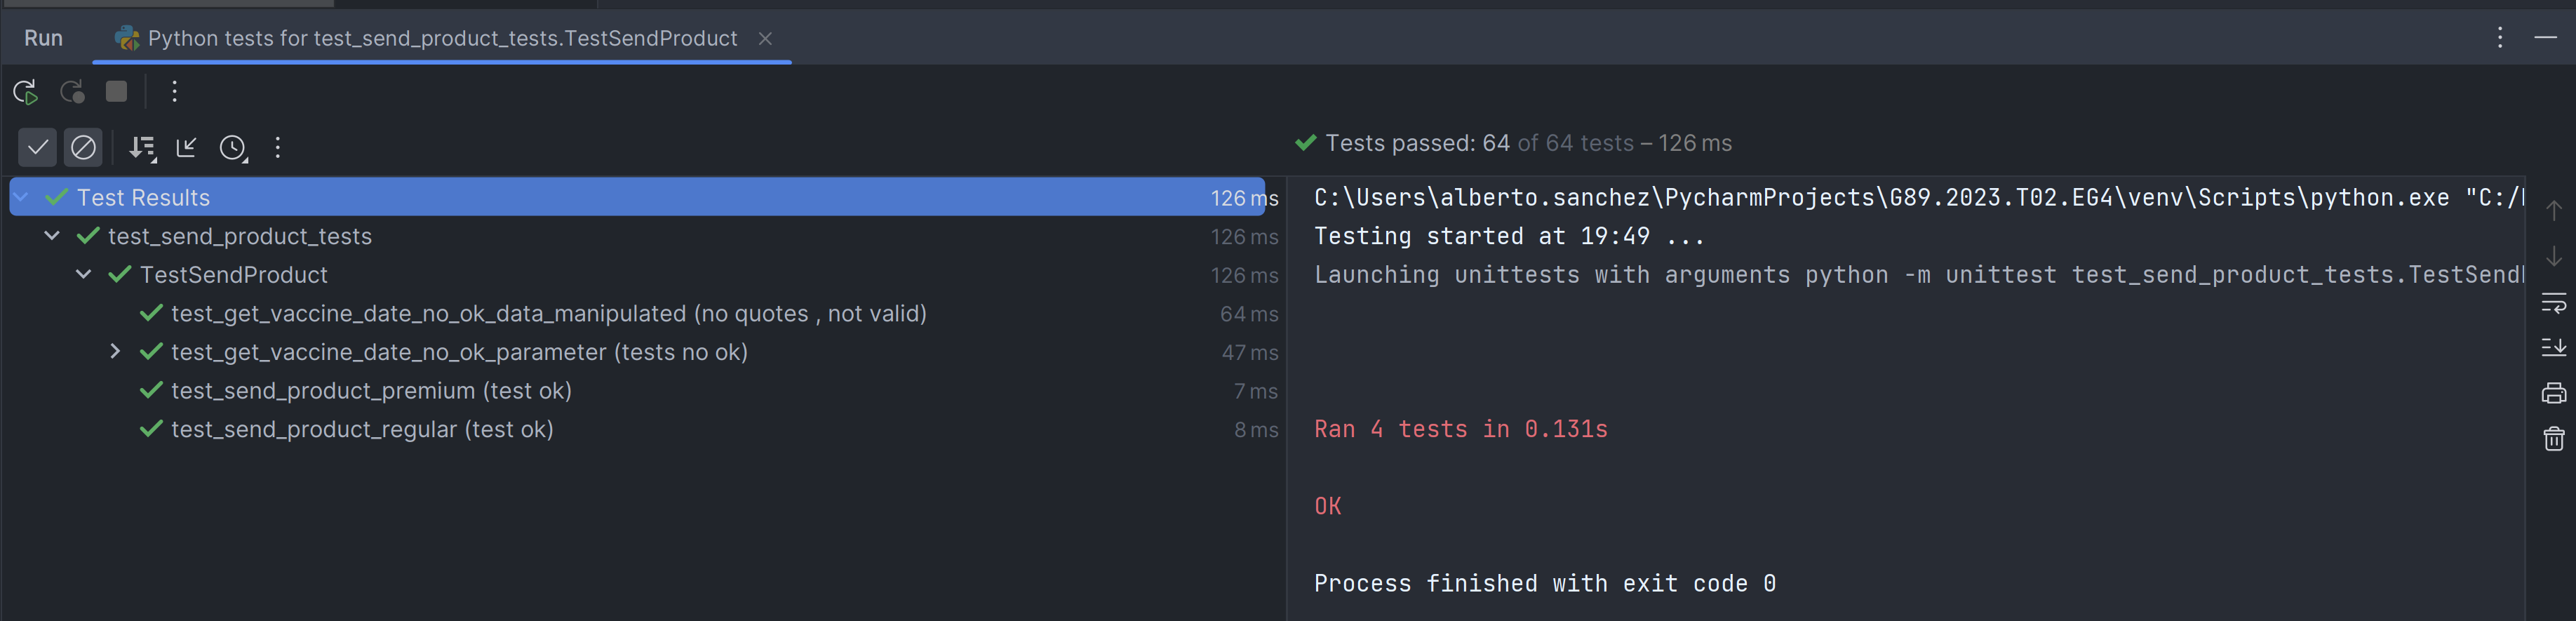 Run
Python tests for test_send_product_tests.TestSendProduct
Tests passed: 64 of 64 tests – 126 ms
Test Results 126 ms
test_send_product_tests 126 ms
TestSendProduct 126 ms
test_get_vaccine_date_no_ok_data_manipulated (no quotes , not valid) 64 ms
test_get_vaccine_date_no_ok_parameter (tests no ok) 47 ms
test_send_product_premium (test ok) 7 ms
test_send_product_regular (test ok) 8 ms
C:\Users\alberto.sanchez\PycharmProjects\G89.2023.T02.EG4\venv\Scripts\python.exe "C:/
Testing started at 19:49 ...
Launching unittests with arguments python -m unittest test_send_product_tests.TestSend
Ran 4 tests in 0.131s
OK
Process finished with exit code 0